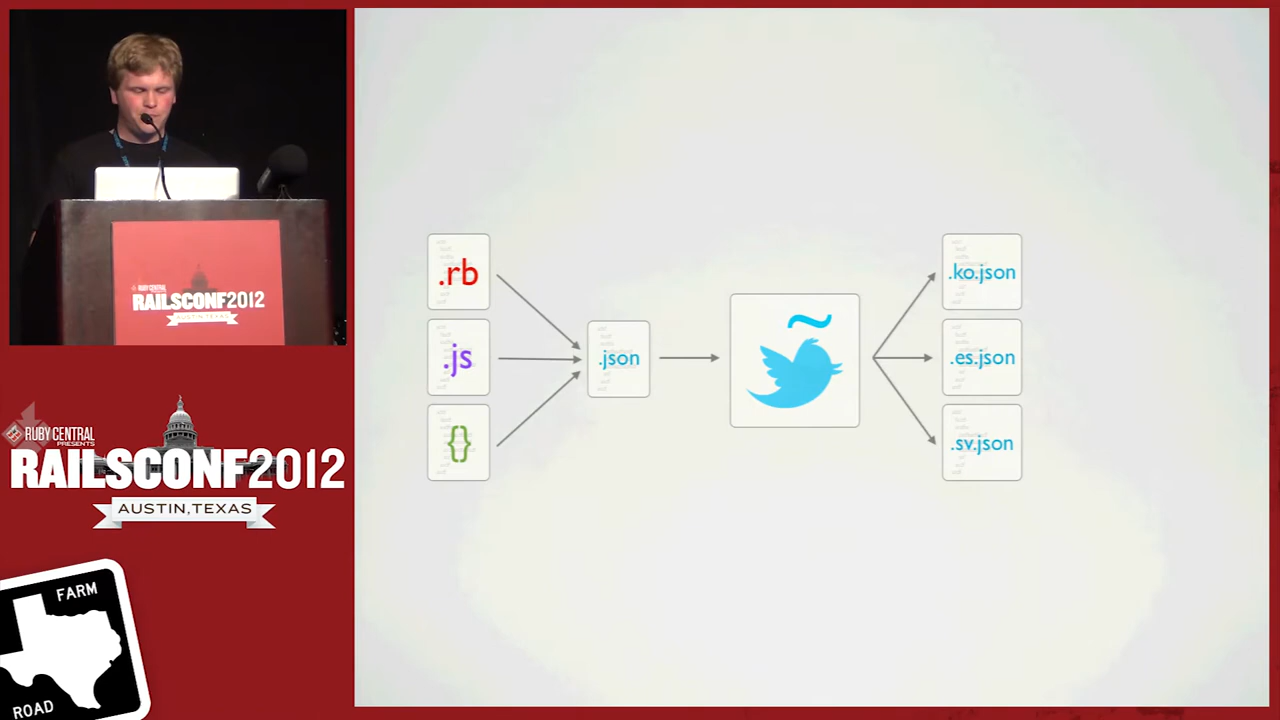 RUBY CENTRAL
PRESENTS
RAILSCONF2012
AUSTIN, TEXAS
RUBY CENTRAL
PRESENTS
RAILSCONF2012
AUSTIN,TEXAS
FARM
ROAD
.rb
.js
{}
.json
~
.ko.json
.es.json
.sv.json